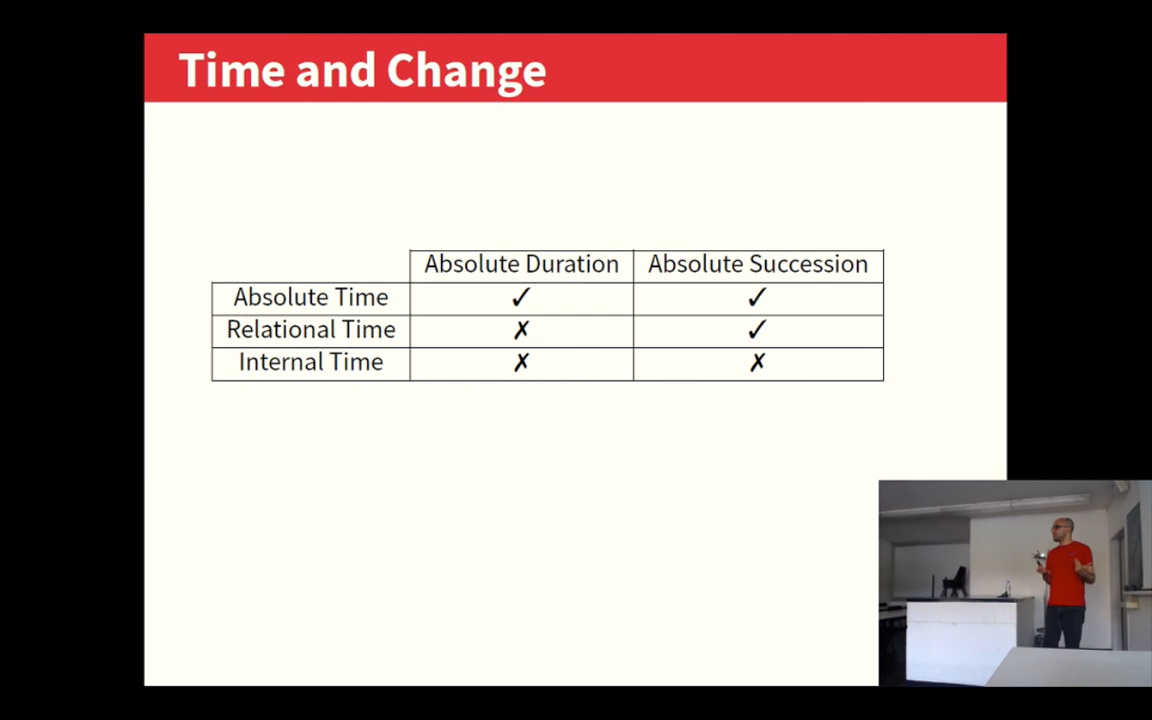 Time and Change
Absolute Duration Absolute Succession
Absolute Time ✓ ✓
Relational Time ✗ ✓
Internal Time ✗ ✗